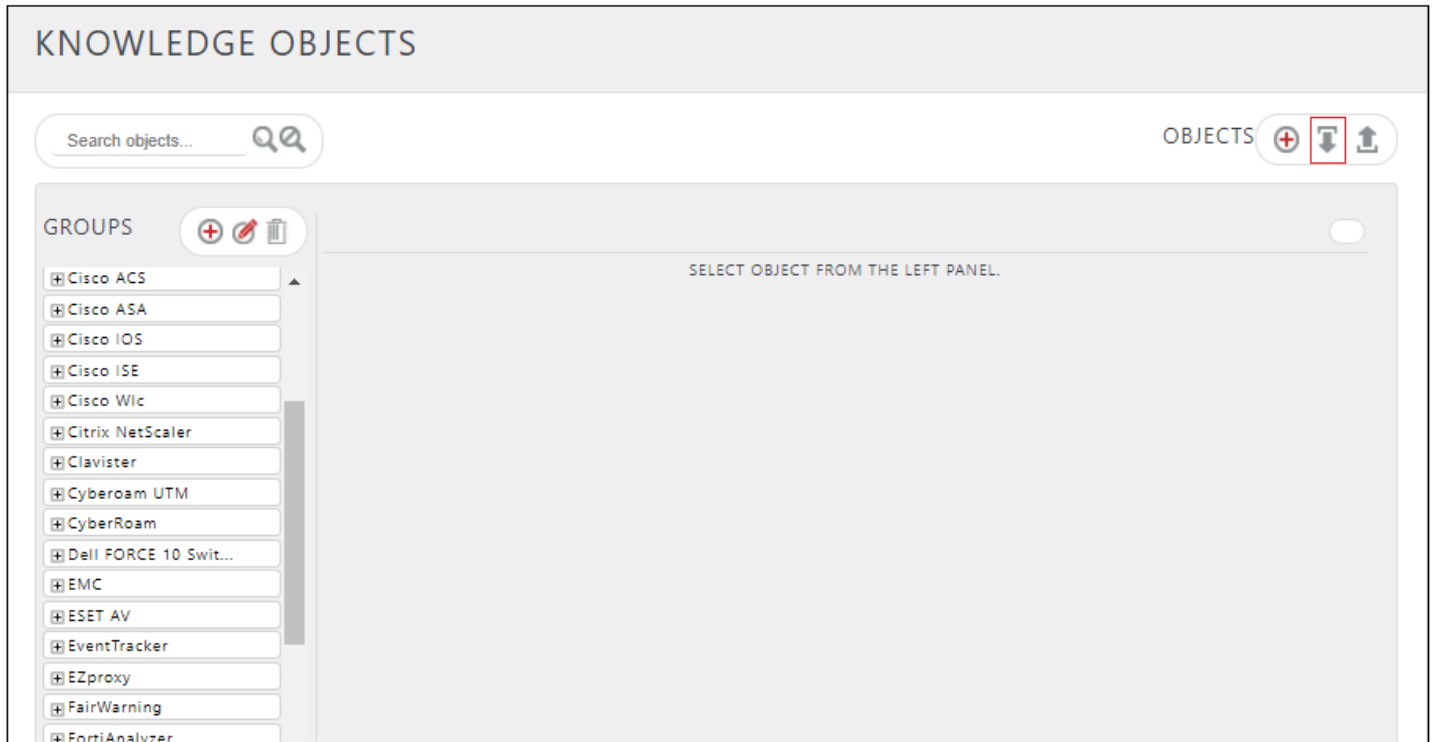 KNOWLEDGE OBJECTS
Search objects...
OBJECTS
GROUPS
SELECT OBJECT FROM THE LEFT PANEL.
Cisco ACS
Cisco ASA
Cisco IOS
Cisco ISE
Cisco Wlc
Citrix NetScaler
Clavister
Cyberoam UTM
CyberRoam
Dell FORCE 10 Swit...
EMC
ESET AV
EventTracker
EZproxy
FairWarning
FortiAnalyzer